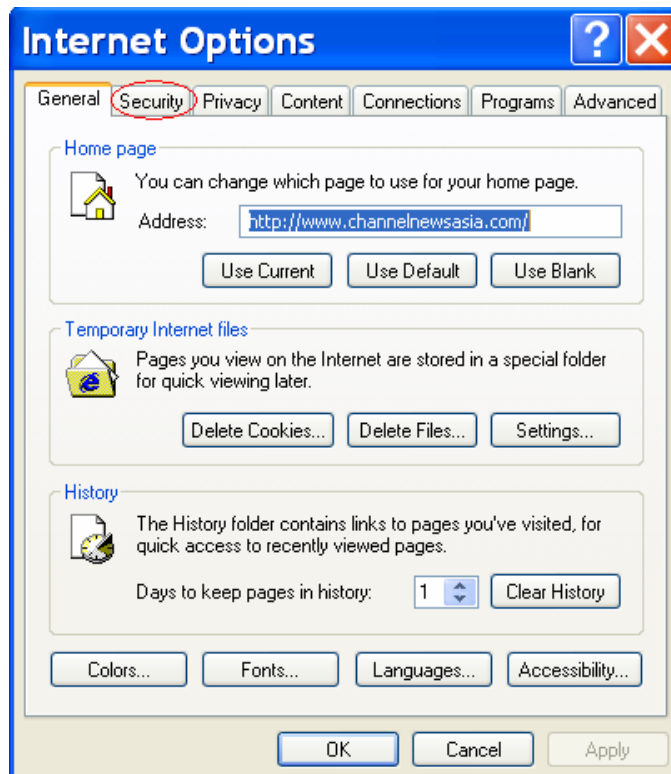 Internet Options
General Security Privacy Content Connections Programs Advanced
Home page
You can change which page to use for your home page.
Address: http://www.channelnewsasia.com/
Use Current Use Default Use Blank
Temporary Internet files
Pages you view on the Internet are stored in a special folder
for quick viewing later.
Delete Cookies... Delete Files... Settings...
History
The History folder contains links to pages you've visited, for
quick access to recently viewed pages.
Days to keep pages in history: 1 Clear History
Colors... Fonts... Languages... Accessibility...
OK Cancel Apply